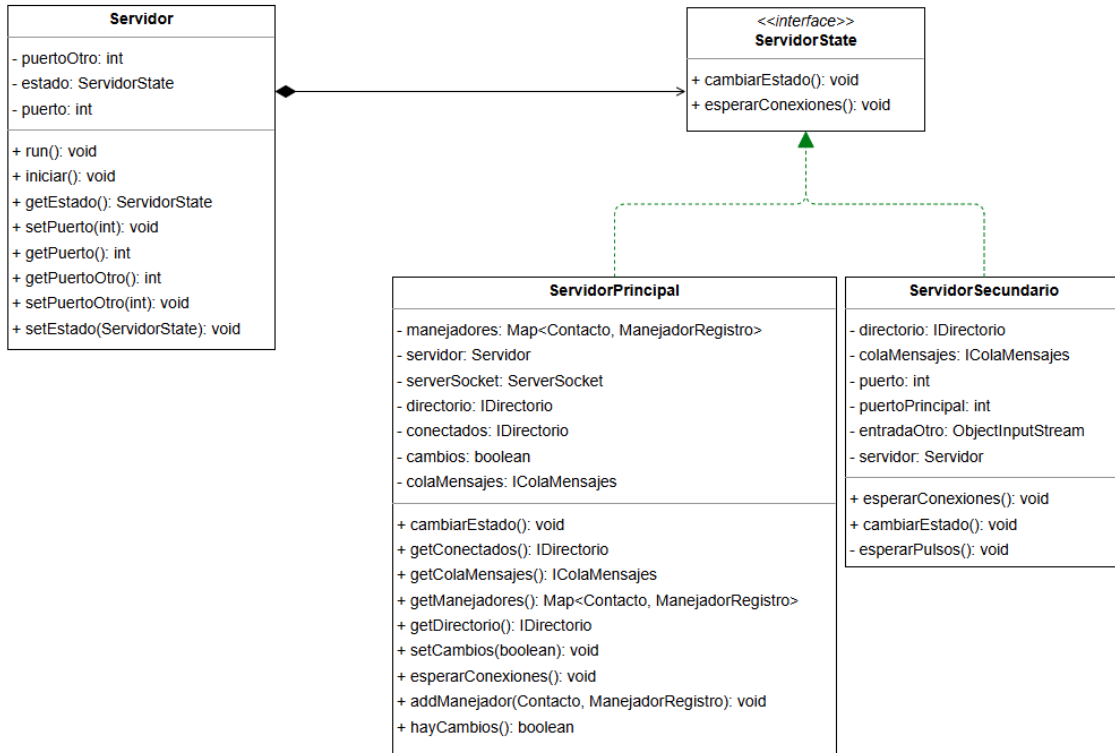 Servidor
- puertoOtro: int
- estado: ServidorState
- puerto: int
+ run(): void
+ iniciar(): void
+ getEstado(): ServidorState
+ setPuerto(int): void
+ getPuerto(): int
+ getPuertoOtro(): int
+ setPuertoOtro(int): void
+ setEstado(ServidorState): void
<<interface>>
ServidorState
+ cambiarEstado(): void
+ esperarConexiones(): void
ServidorPrincipal
- manejadores: Map<Contacto, ManejadorRegistro>
- servidor: Servidor
- serverSocket: ServerSocket
- directorio: IDirectorio
- conectados: IDirectorio
- cambios: boolean
- colaMensajes: IColaMensajes
+ cambiarEstado(): void
+ getConectados(): IDirectorio
+ getColaMensajes(): IColaMensajes
+ getManejadores(): Map<Contacto, ManejadorRegistro>
+ getDirectorio(): IDirectorio
+ setCambios(boolean): void
+ esperarConexiones(): void
+ addManejador(Contacto, ManejadorRegistro): void
+ hayCambios(): boolean
ServidorSecundario
- directorio: IDirectorio
- colaMensajes: IColaMensajes
- puerto: int
- puertoPrincipal: int
- entradaOtro: ObjectInputStream
- servidor: Servidor
+ esperarConexiones(): void
+ cambiarEstado(): void
- esperarPulsos(): void